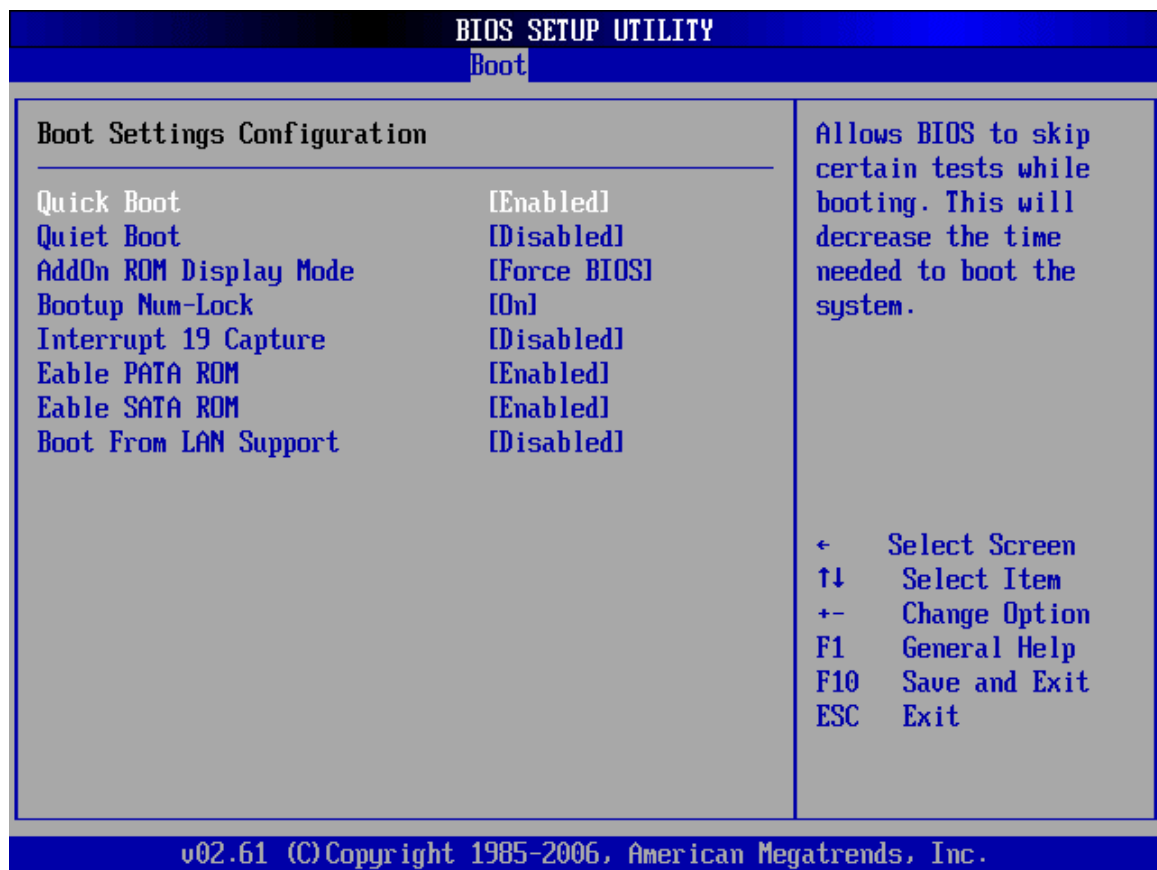 BIOS SETUP UTILITY
Boot
Boot Settings Configuration
Quick Boot [Enabled]
Quiet Boot [Disabled]
AddOn ROM Display Mode [Force BIOS]
Bootup Num-Lock [On]
Interrupt 19 Capture [Disabled]
Eable PATA ROM [Enabled]
Eable SATA ROM [Enabled]
Boot From LAN Support [Disabled]
Allows BIOS to skip
certain tests while
booting. This will
decrease the time
needed to boot the
system.
← Select Screen
↑↓ Select Item
+- Change Option
F1 General Help
F10 Save and Exit
ESC Exit
v02.61 (C)Copyright 1985-2006, American Megatrends, Inc.